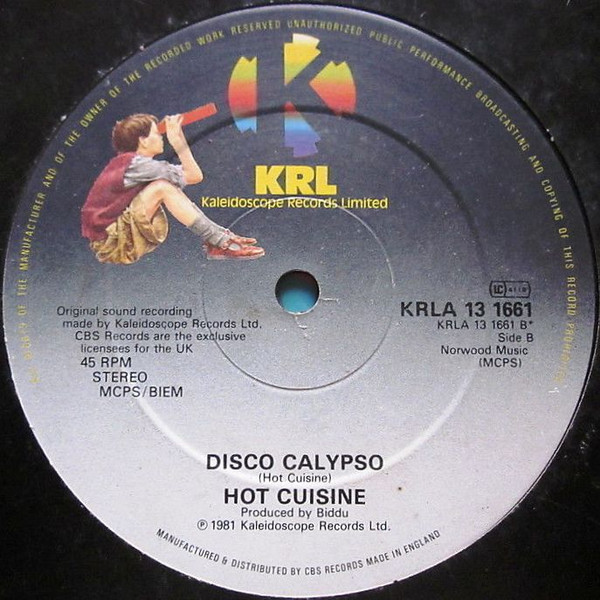 ALL RIGHTS OF THE MANUFACTURER AND OF THE OWNER OF THE RECORDED WORK RESERVED UNAUTHORIZED PUBLIC PERFORMANCE BROADCASTING AND COPYING OF THIS RECORD PROHIBITED
K
KRL
Kaleidoscope Records Limited
Original sound recording
made by Kaleidoscope Records Ltd.
CBS Records are the exclusive
licensees for the UK
45 RPM
STEREO
MCPS/BIEM
LC 4110
KRLA 13 1661
KRLA 13 1661 B*
Side B
Norwood Music
(MCPS)
DISCO CALYPSO
(Hot Cuisine)
HOT CUISINE
Produced by Biddu
℗ 1981 Kaleidoscope Records Ltd.
MANUFACTURED & DISTRIBUTED BY CBS RECORDS MADE IN ENGLAND